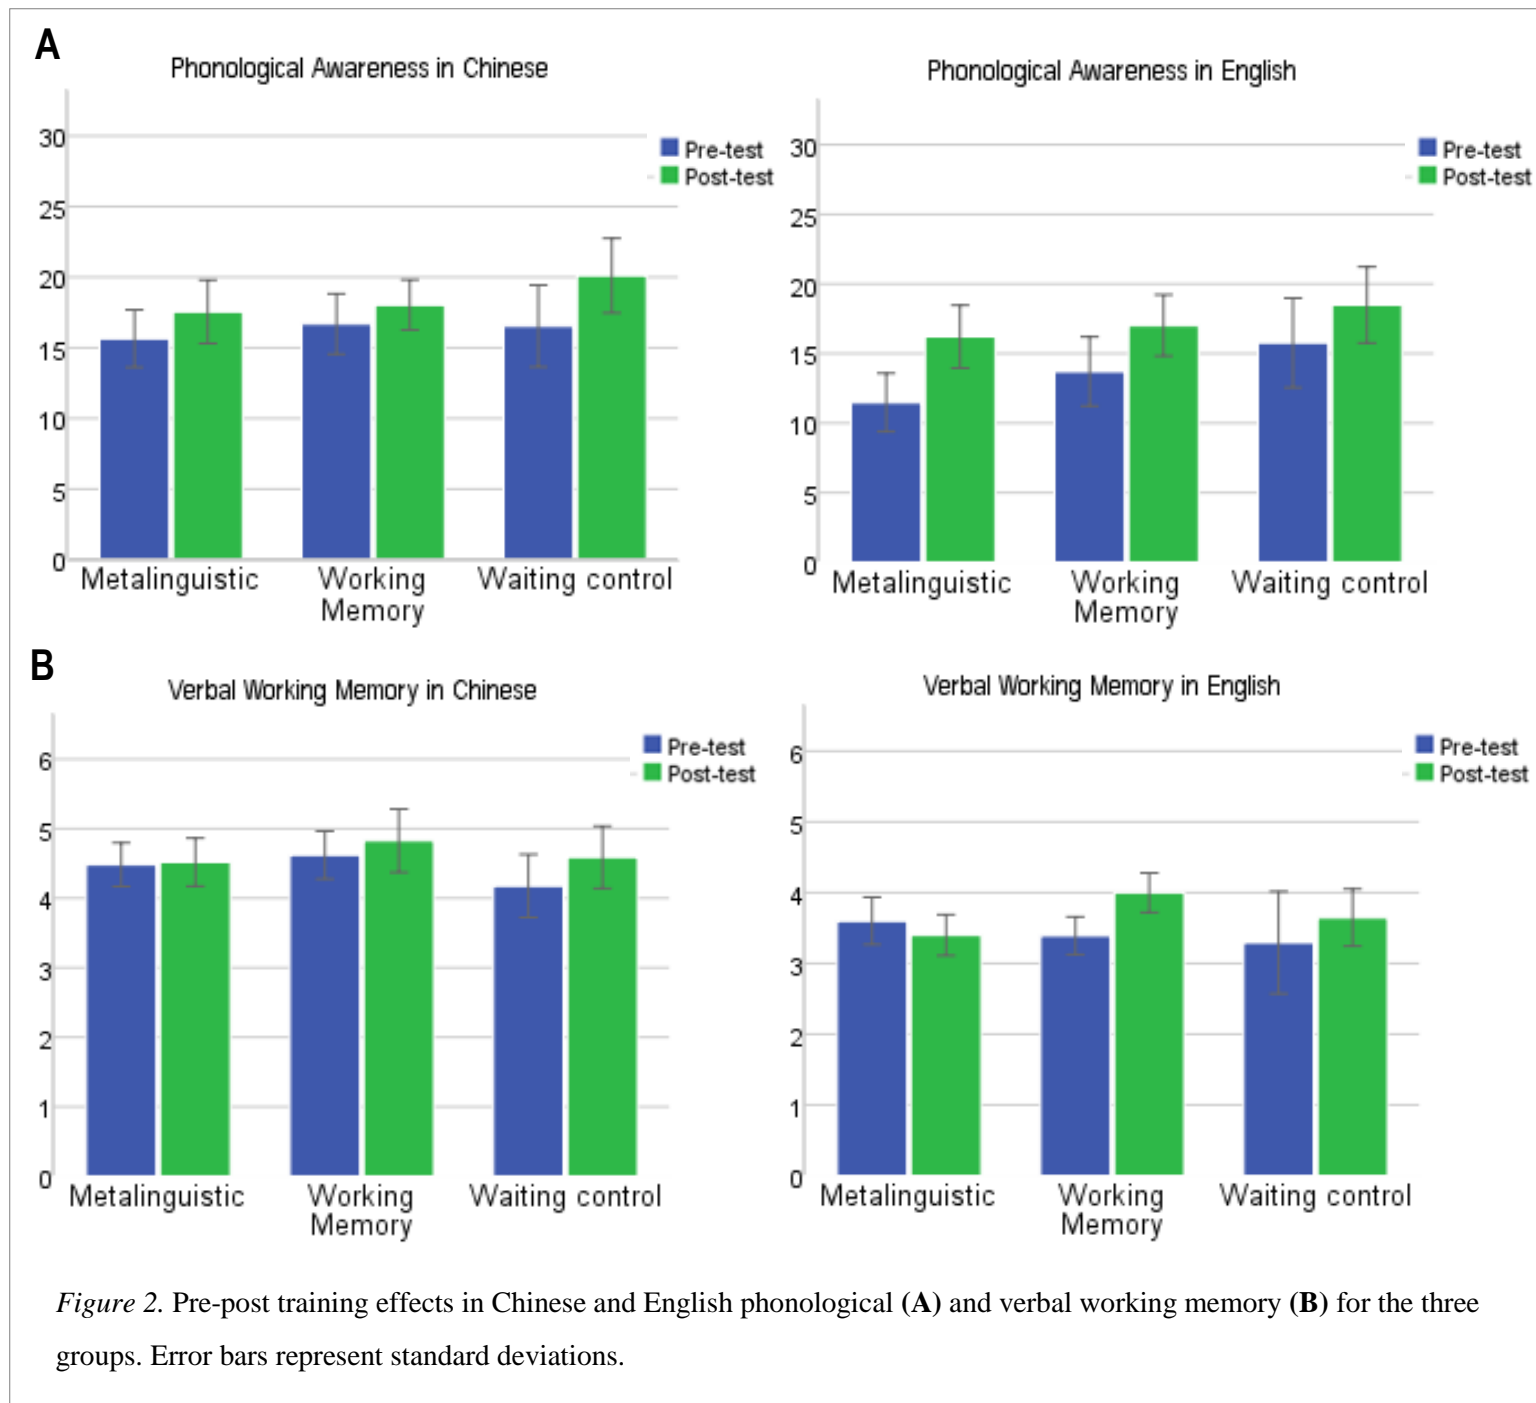 A
Phonological Awareness in Chinese
30
25
20
15
10
5
0
Pre-test
Post-test
Metalinguistic
Working
Memory
Waiting control
Phonological Awareness in English
30
25
20
15
10
5
0
Pre-test
Post-test
Metalinguistic
Working
Memory
Waiting control
B
Verbal Working Memory in Chinese
6
5
4
3
2
1
0
Pre-test
Post-test
Metalinguistic
Working
Memory
Waiting control
Verbal Working Memory in English
6
5
4
3
2
1
0
Pre-test
Post-test
Metalinguistic
Working
Memory
Waiting control
Figure 2. Pre-post training effects in Chinese and English phonological (A) and verbal working memory (B) for the three
groups. Error bars represent standard deviations.